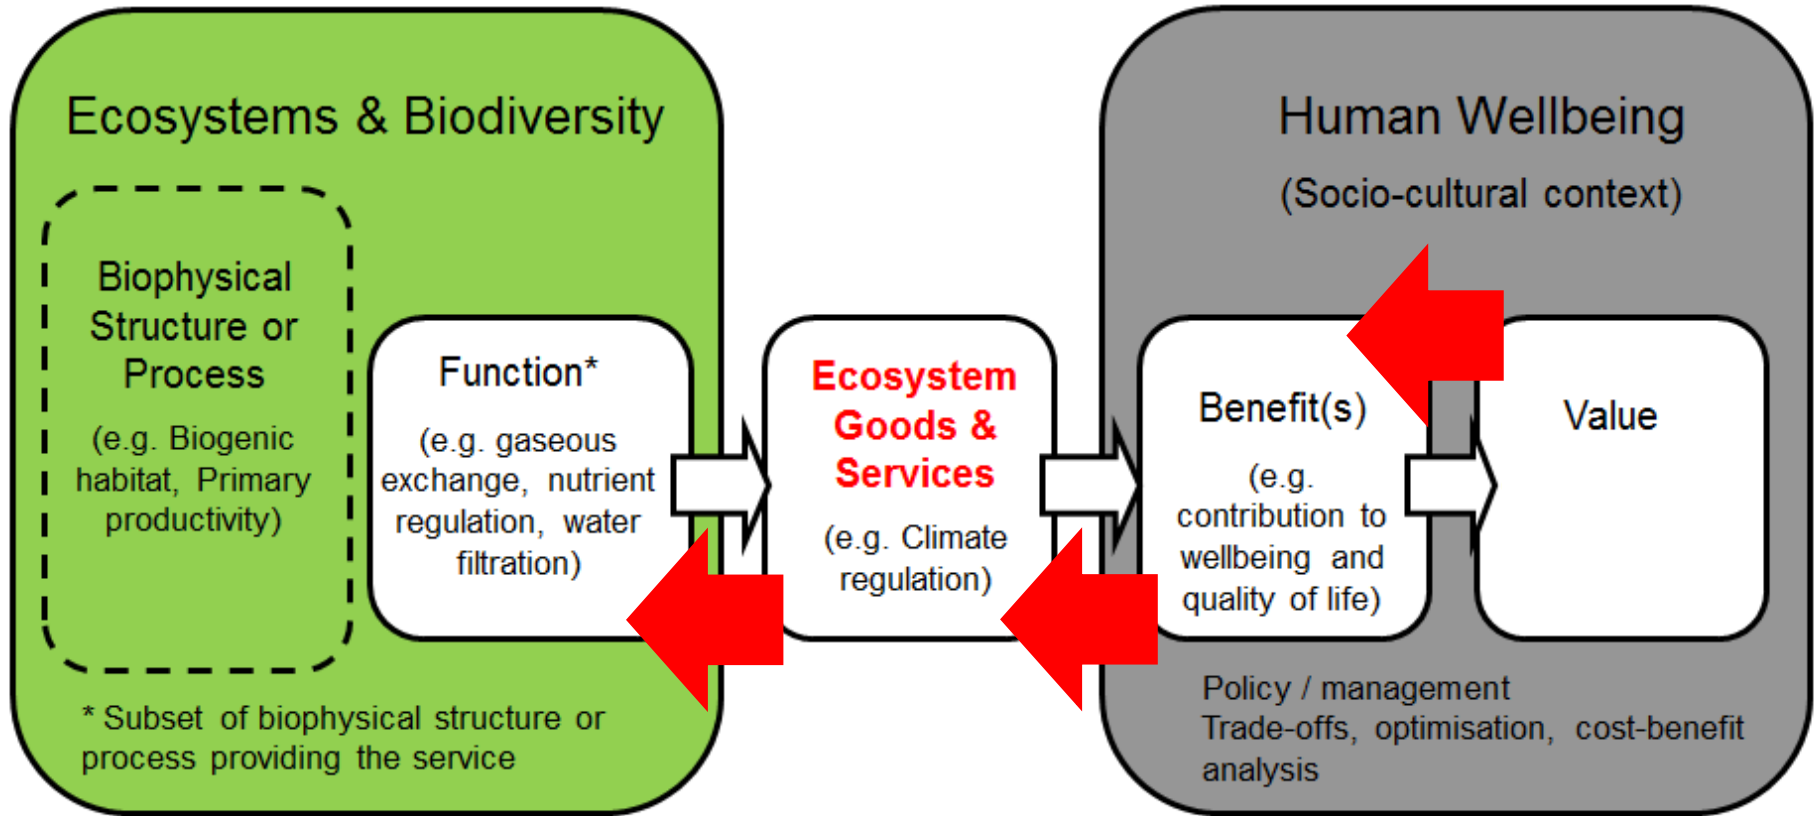 Ecosystems & Biodiversity
Biophysical
Structure or
Process
(e.g. Biogenic
habitat, Primary
productivity)
Function*
(e.g. gaseous
exchange, nutrient
regulation, water
filtration)
* Subset of biophysical structure or
process providing the service
Ecosystem
Goods &
Services
(e.g. Climate
regulation)
Human Wellbeing
(Socio-cultural context)
Benefit(s)
(e.g.
contribution to
wellbeing and
quality of life)
Value
Policy / management
Trade-offs, optimisation, cost-benefit
analysis